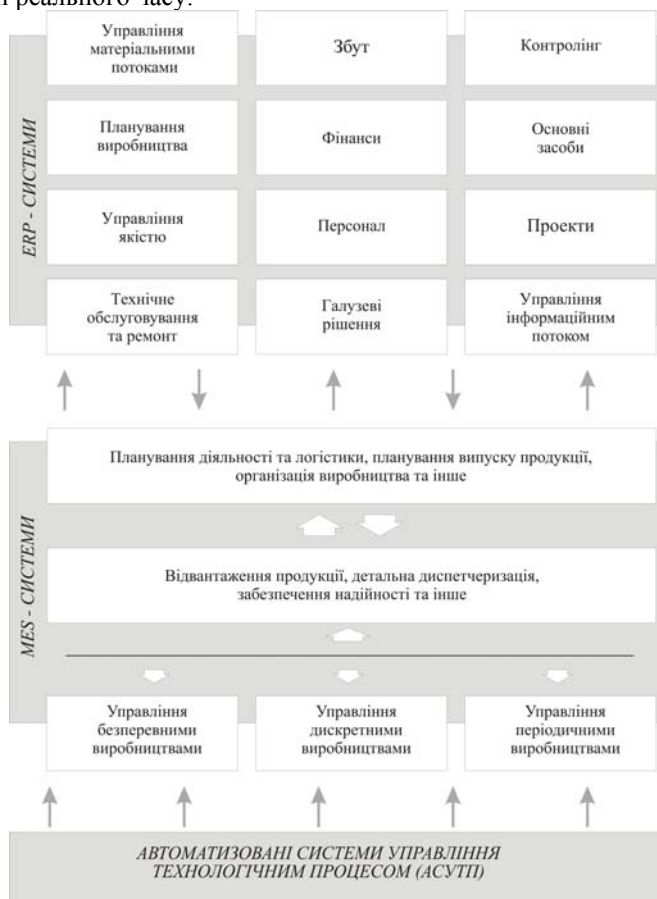 реального часу.
ERP - СИСТЕМИ
Управління
матеріальними
потоками
Збут
Контролінг
Планування
виробництва
Фінанси
Основні
засоби
Управління
якістю
Персонал
Проекти
Технічне
обслуговування
та ремонт
Галузеві
рішення
Управління
інформаційним
потоком
MES - СИСТЕМИ
Планування діяльності та логістики, планування випуску продукції,
організація виробництва та інше
Відвантаження продукції, детальна диспетчеризація,
забезпечення надійності та інше
Управління
безперевними
виробництвами
Управління
дискретними
виробництвами
Управління
періодичними
виробництвами
АВТОМАТИЗОВАНІ СИСТЕМИ УПРАВЛІННЯ
ТЕХНОЛОГІЧНИМ ПРОЦЕСОМ (АСУТП)